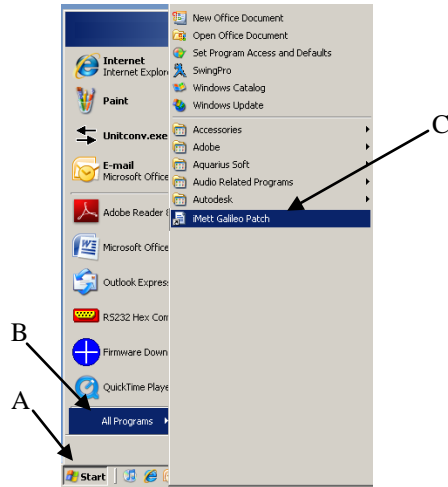 Internet
Internet Explor
Paint
Unitconv.exe
E-mail
Microsoft Office
Adobe Reader 8
Microsoft Office
Outlook Expres
RS232 Hex Com
Firmware Down
QuickTime Playe
All Programs
Start
New Office Document
Open Office Document
Set Program Access and Defaults
SwingPro
Windows Catalog
Windows Update
Accessories
Adobe
Aquarius Soft
Audio Related Programs
Autodesk
iMett Galileo Patch
A
B
C